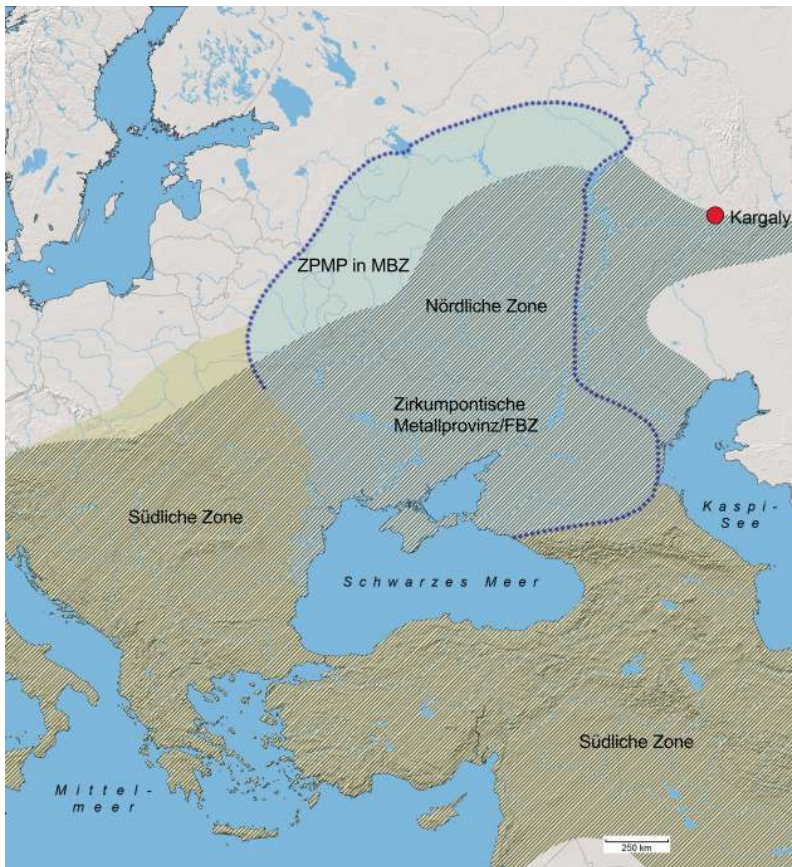 Kargaly
ZPMP in MBZ
Nördliche Zone
Zirkumpontische
Metallprovinz/FBZ
Südliche Zone
Kaspi-
See
Schwarzes Meer
Südliche Zone
Mittel-
meer
250 km